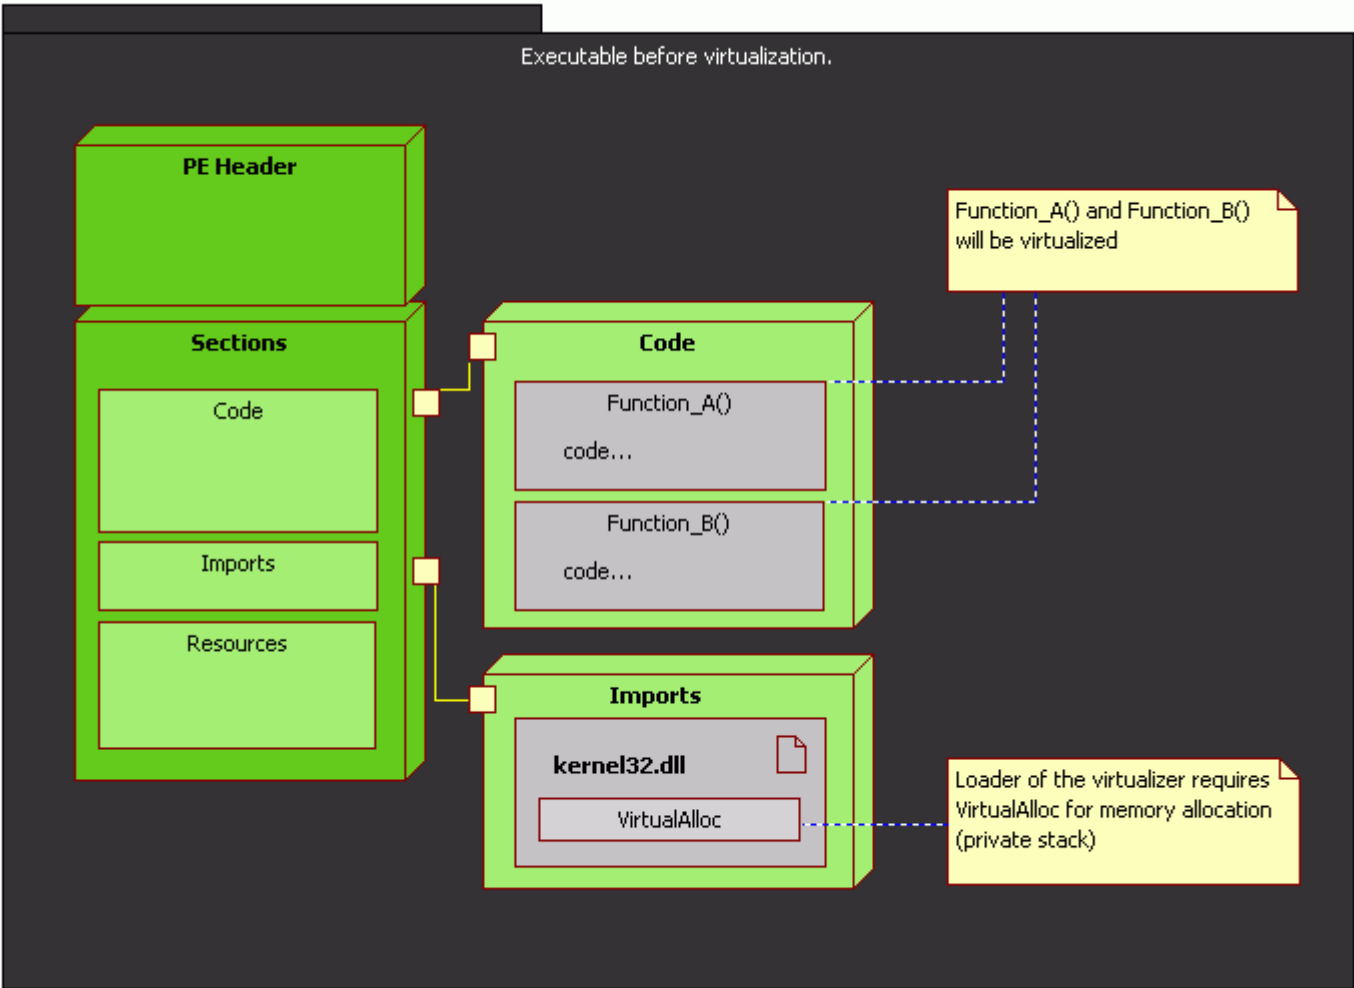 Executable before virtualization.
PE Header
Function_A() and Function_B()
will be virtualized
Sections
Code
Imports
Resources
Code
Function_A()
code...
Function_B()
code...
Imports
kernel32.dll
VirtualAlloc
Loader of the virtualizer requires
VirtualAlloc for memory allocation
(private stack)